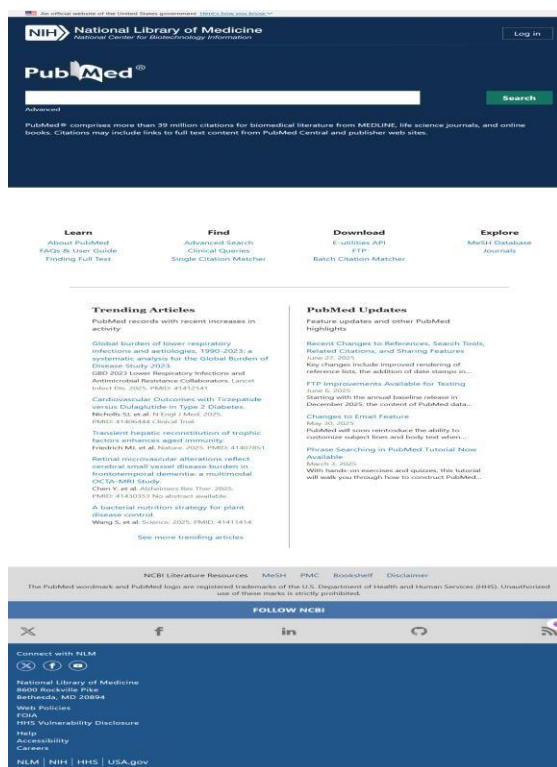 An official website of the United States government Here's how you know
NIH National Library of Medicine
National Center for Biotechnology Information
Log in
PubMed®
Search
Advanced
PubMed® comprises more than 39 million citations for biomedical literature from MEDLINE, life science journals, and online
books. Citations may include links to full text content from PubMed Central and publisher web sites.
Learn
About PubMed
FAQs & User Guide
Finding Full Text
Find
Advanced Search
Clinical Queries
Single Citation Matcher
Download
E-utilities API
FTP
Batch Citation Matcher
Explore
MeSH Database
Journals
Trending Articles
PubMed records with recent increases in
activity
Global burden of lower respiratory
infections and aetiologies, 1990-2023: a
systematic analysis for the Global Burden of
Disease Study 2023.
GBD 2023 Lower Respiratory Infections and
Antimicrobial Resistance Collaborators. Lancet
Infect Dis. 2025. PMID: 41412141
Cardiovascular Outcomes with Tirzepatide
versus Dulaglutide in Type 2 Diabetes.
Nicholls SJ, et al. N Engl J Med. 2025.
PMID: 41406444 Clinical Trial.
Transient hepatic reconstitution of trophic
factors enhances aged immunity.
Friedrich MJ, et al. Nature. 2025. PMID: 41407851
Retinal microvascular alterations reflect
cerebral small vessel disease burden in
frontotemporal dementia: a multimodal
OCTA-MRI Study.
Chen Y, et al. Alzheimers Res Ther. 2025.
PMID: 41430353 No abstract available.
A bacterial nutrition strategy for plant
disease control.
Wang S, et al. Science. 2025. PMID: 41411414
See more trending articles
PubMed Updates
Feature updates and other PubMed
highlights
Recent Changes to References, Search Tools,
Related Citations, and Sharing Features
June 27, 2025
Key changes include improved rendering of
reference lists, the addition of date stamps in...
FTP Improvements Available for Testing
June 6, 2025
Starting with the annual baseline release in
December 2025, the content of PubMed data...
Changes to Email Feature
May 30, 2025
PubMed will soon reintroduce the ability to
customize subject lines and body text when...
Phrase Searching in PubMed Tutorial Now
Available
March 3, 2025
With hands-on exercises and quizzes, this tutorial
will walk you through how to construct PubMed...
NCBI Literature Resources MeSH PMC Bookshelf Disclaimer
The PubMed wordmark and PubMed logo are registered trademarks of the U.S. Department of Health and Human Services (HHS). Unauthorized
use of these marks is strictly prohibited.
FOLLOW NCBI
Connect with NLM
National Library of Medicine
8600 Rockville Pike
Bethesda, MD 20894
Web Policies
FOIA
HHS Vulnerability Disclosure
Help
Accessibility
Careers
NLM | NIH | HHS | USA.gov